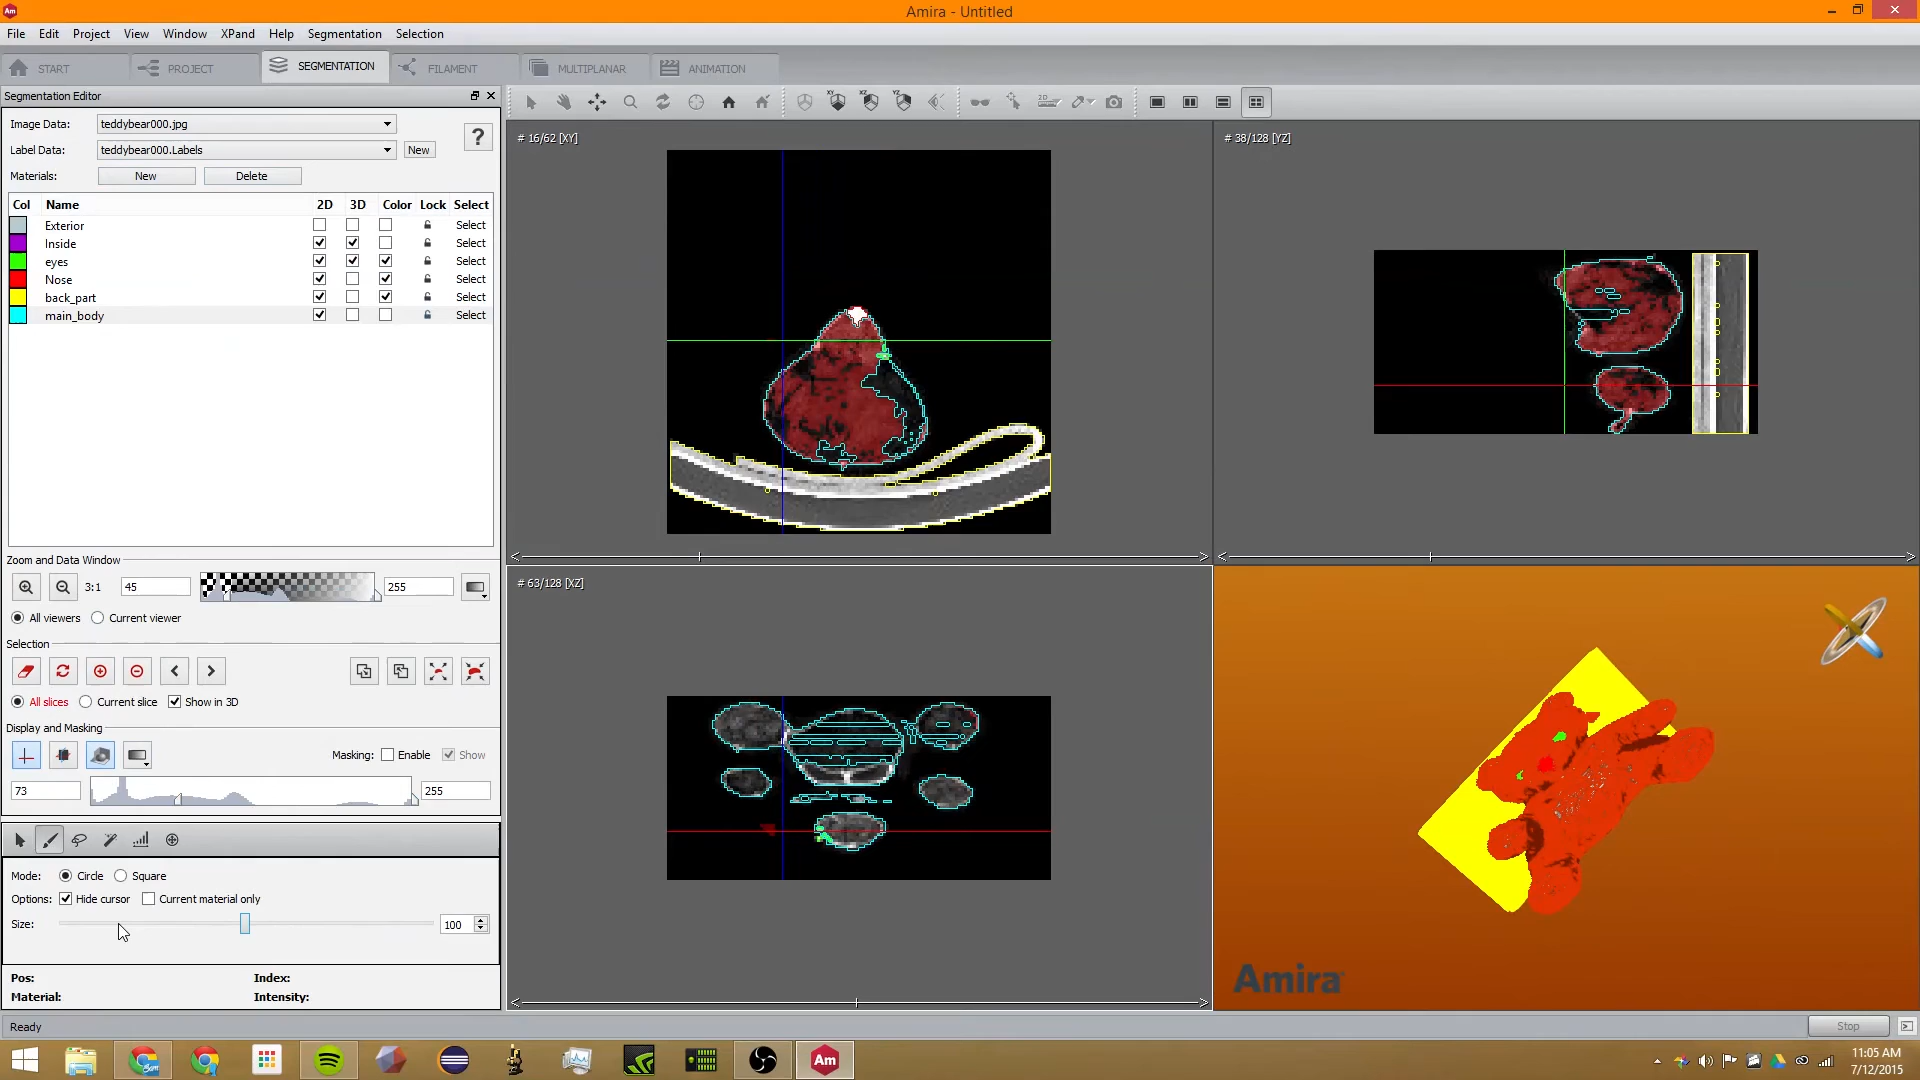 Am
Amira - Untitled
File Edit Project View Window XPand Help Segmentation Selection
START PROJECT SEGMENTATION FILAMENT MULTIPLANAR ANIMATION
Segmentation Editor
Image Data: teddybear000.jpg
Label Data: teddybear000.Labels New
?
Materials: New Delete
Col Name 2D 3D Color Lock Select
Exterior Select
Inside Select
eyes Select
Nose Select
back_part Select
main_body Select
Zoom and Data Window
3:1 45 255
All viewers Current viewer
Selection
All slices Current slice Show in 3D
Display and Masking
Masking: Enable Show
73 255
Mode: Circle Square
Options: Hide cursor Current material only
Size: 100
Pos: Index:
Material: Intensity:
XY XZ YZ 2D
# 16/62 [XY]
# 38/128 [YZ]
# 63/128 [XZ]
Amira
Ready
Stop
Am
11:05 AM
7/12/2015